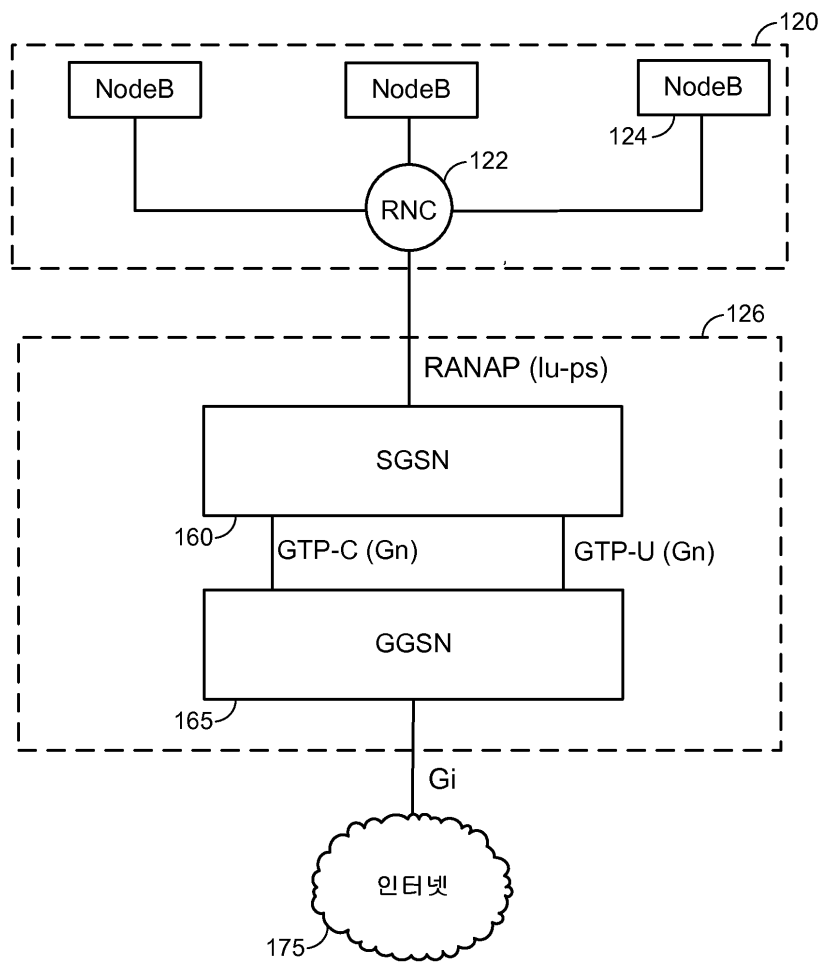 120
NodeB
NodeB
NodeB
124
122
RNC
126
RANAP (lu-ps)
SGSN
160
GTP-C (Gn)
GTP-U (Gn)
GGSN
165
Gi
인터넷
175